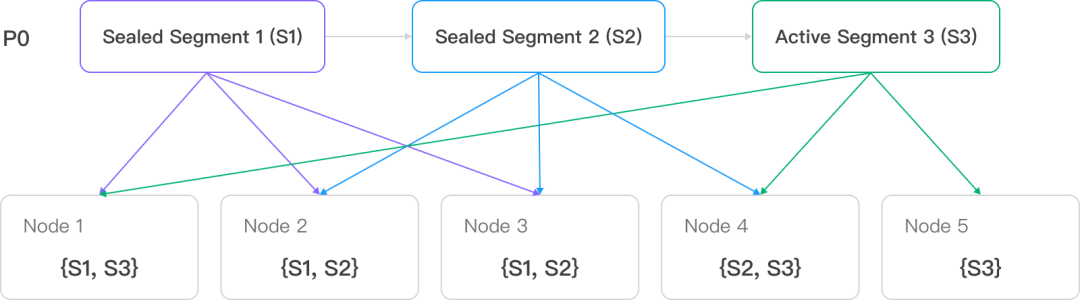 P0
Sealed Segment 1 (S1)
Sealed Segment 2 (S2)
Active Segment 3 (S3)
Node 1
{S1, S3}
Node 2
{S1, S2}
Node 3
{S1, S2}
Node 4
{S2, S3}
Node 5
{S3}